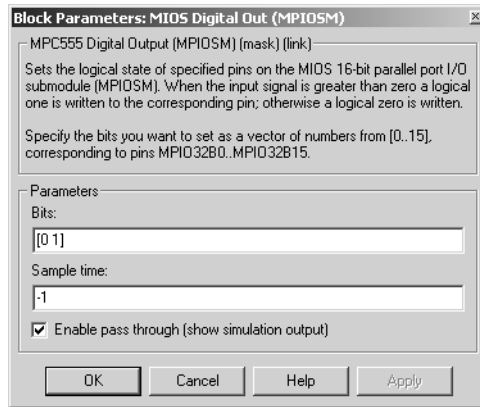 Block Parameters: MIOS Digital Out (MPIOSM)
MPC555 Digital Output (MPIOSM) (mask) (link)
Sets the logical state of specified pins on the MIOS 16-bit parallel port I/O
submodule (MPIOSM). When the input signal is greater than zero a logical
one is written to the corresponding pin; otherwise a logical zero is written.
Specify the bits you want to set as a vector of numbers from [0..15],
corresponding to pins MPIO32B0..MPIO32B15.
Parameters
Bits:
[0 1]
Sample time:
-1
Enable pass through (show simulation output)
OK Cancel Help Apply